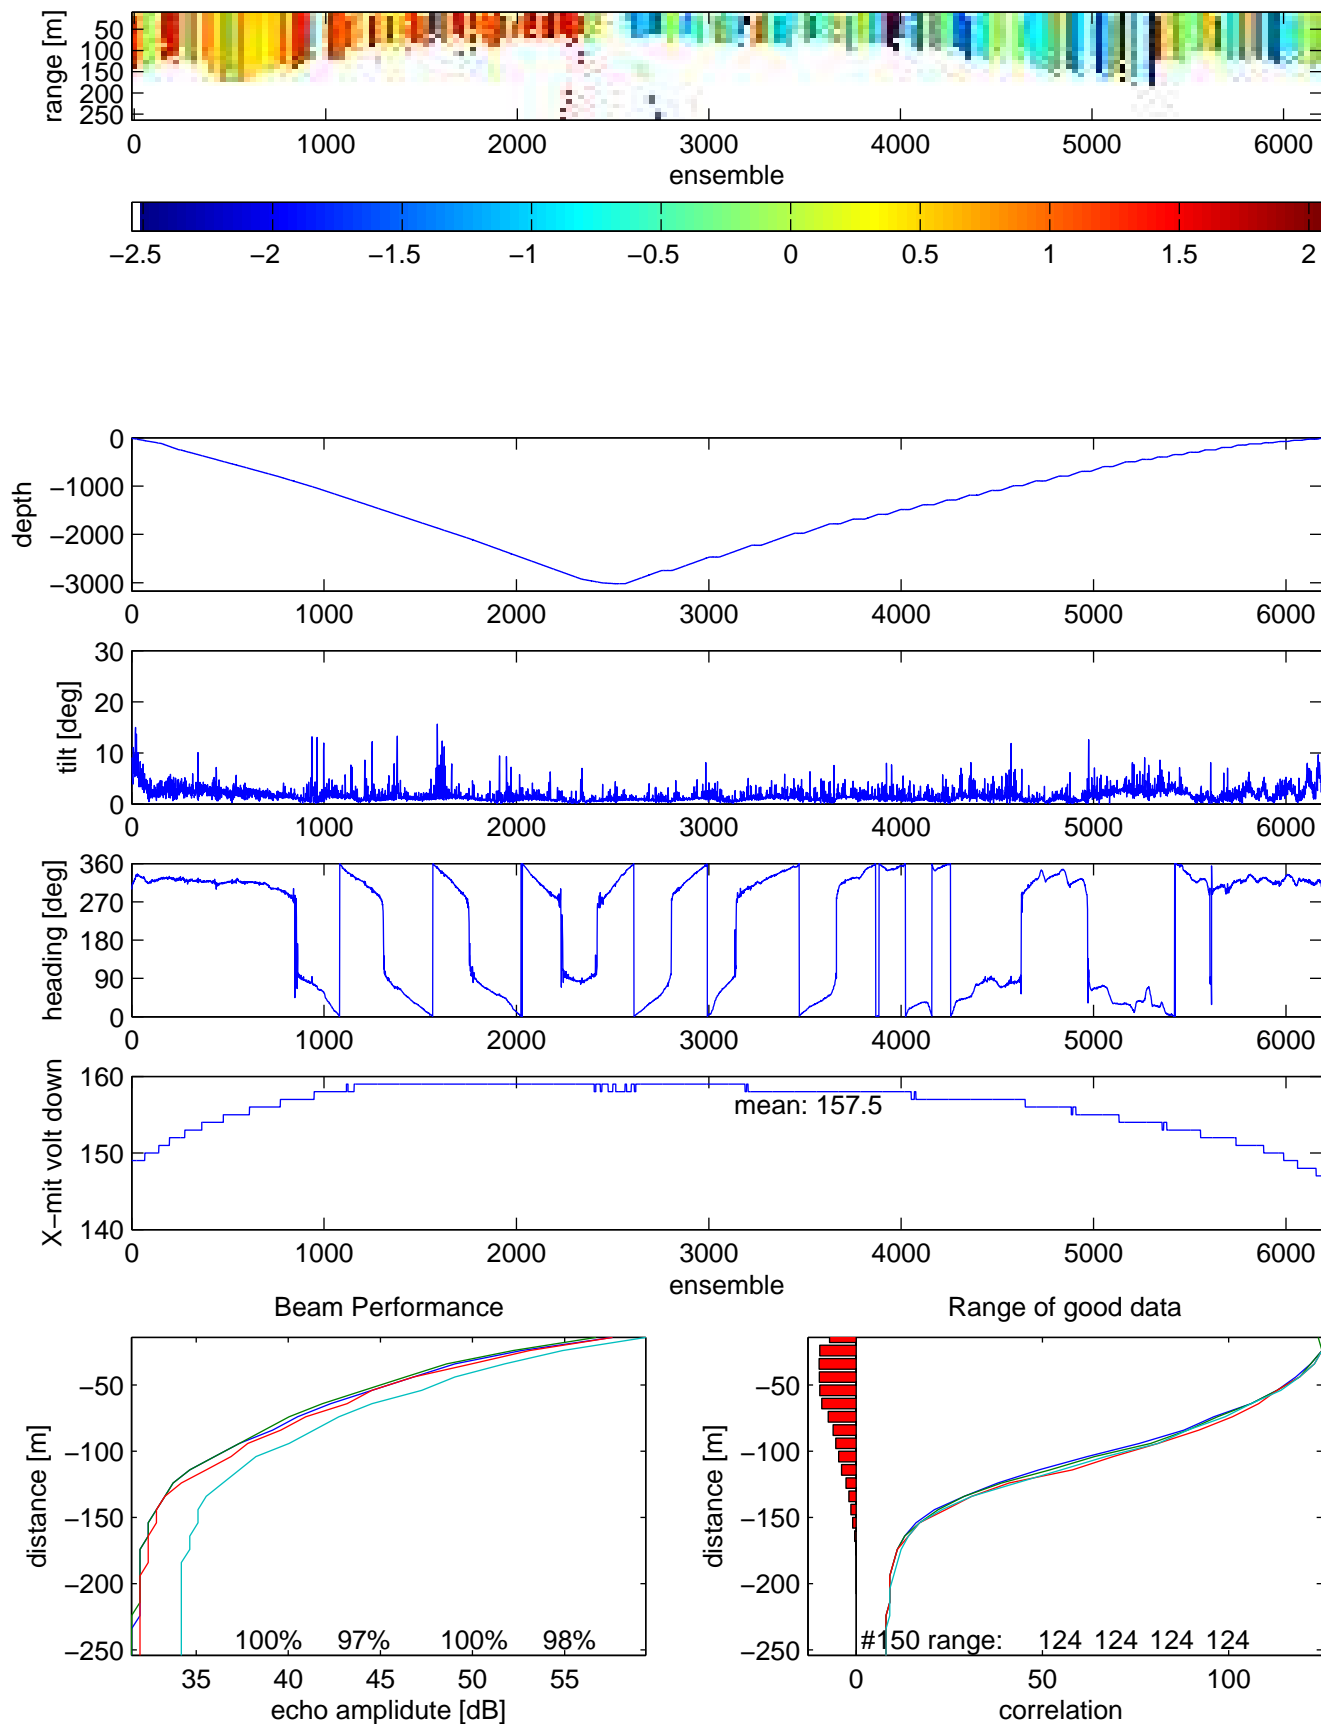 range [m]
50
100
150
200
250
0 1000 2000 3000 4000 5000 6000
ensemble
−2.5 −2 −1.5 −1 −0.5 0 0.5 1 1.5 2
depth
0
−1000
−2000
−3000
0 1000 2000 3000 4000 5000 6000
tilt [deg]
30
20
10
0
0 1000 2000 3000 4000 5000 6000
heading [deg]
360
270
180
90
0
0 1000 2000 3000 4000 5000 6000
X−mit volt down
160
150
140
mean: 157.5
0 1000 2000 3000 4000 5000 6000
ensemble
Beam Performance
distance [m]
−50
−100
−150
−200
−250
100% 97% 100% 98%
35 40 45 50 55
echo amplidute [dB]
Range of good data
distance [m]
−50
−100
−150
−200
−250
#150 range: 124 124 124 124
0 50 100
correlation